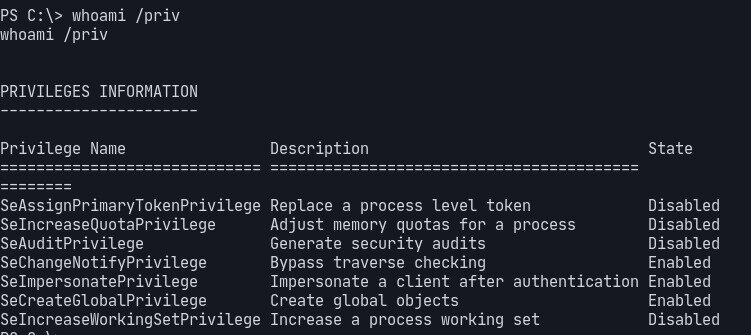 PS C:\> whoami /priv
whoami /priv
PRIVILEGES INFORMATION
----------------------
Privilege Name                Description                               State
============================= ========================================= ========
SeAssignPrimaryTokenPrivilege Replace a process level token             Disabled
SeIncreaseQuotaPrivilege      Adjust memory quotas for a process        Disabled
SeAuditPrivilege              Generate security audits                  Disabled
SeChangeNotifyPrivilege       Bypass traverse checking                  Enabled
SeImpersonatePrivilege        Impersonate a client after authentication Enabled
SeCreateGlobalPrivilege       Create global objects                     Enabled
SeIncreaseWorkingSetPrivilege Increase a process working set            Disabled